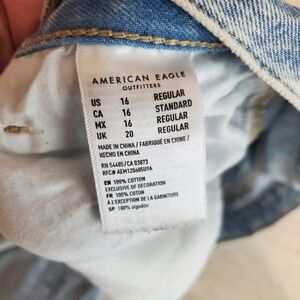 AMERICAN EAGLE
OUTFITTERS
US 16 REGULAR
CA 16 STANDARD
MX 16 REGULAR
UK 20 REGULAR
MADE IN CHINA / FABRIQUÉ EN CHINE /
HECHO EN CHINA
RN 54485/CA 03873
RFC# AEM120605U9A
EN 100% COTTON
EXCLUSIVE OF DECORATION
FR 100% COTON
À L'EXCEPTION DE LA GARNITURE
SP 100% algodón